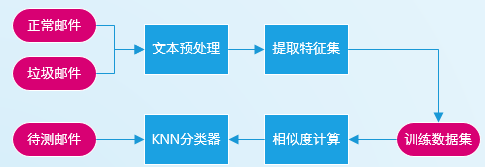 正常邮件
垃圾邮件
文本预处理
提取特征集
待测邮件
KNN分类器
相似度计算
训练数据集